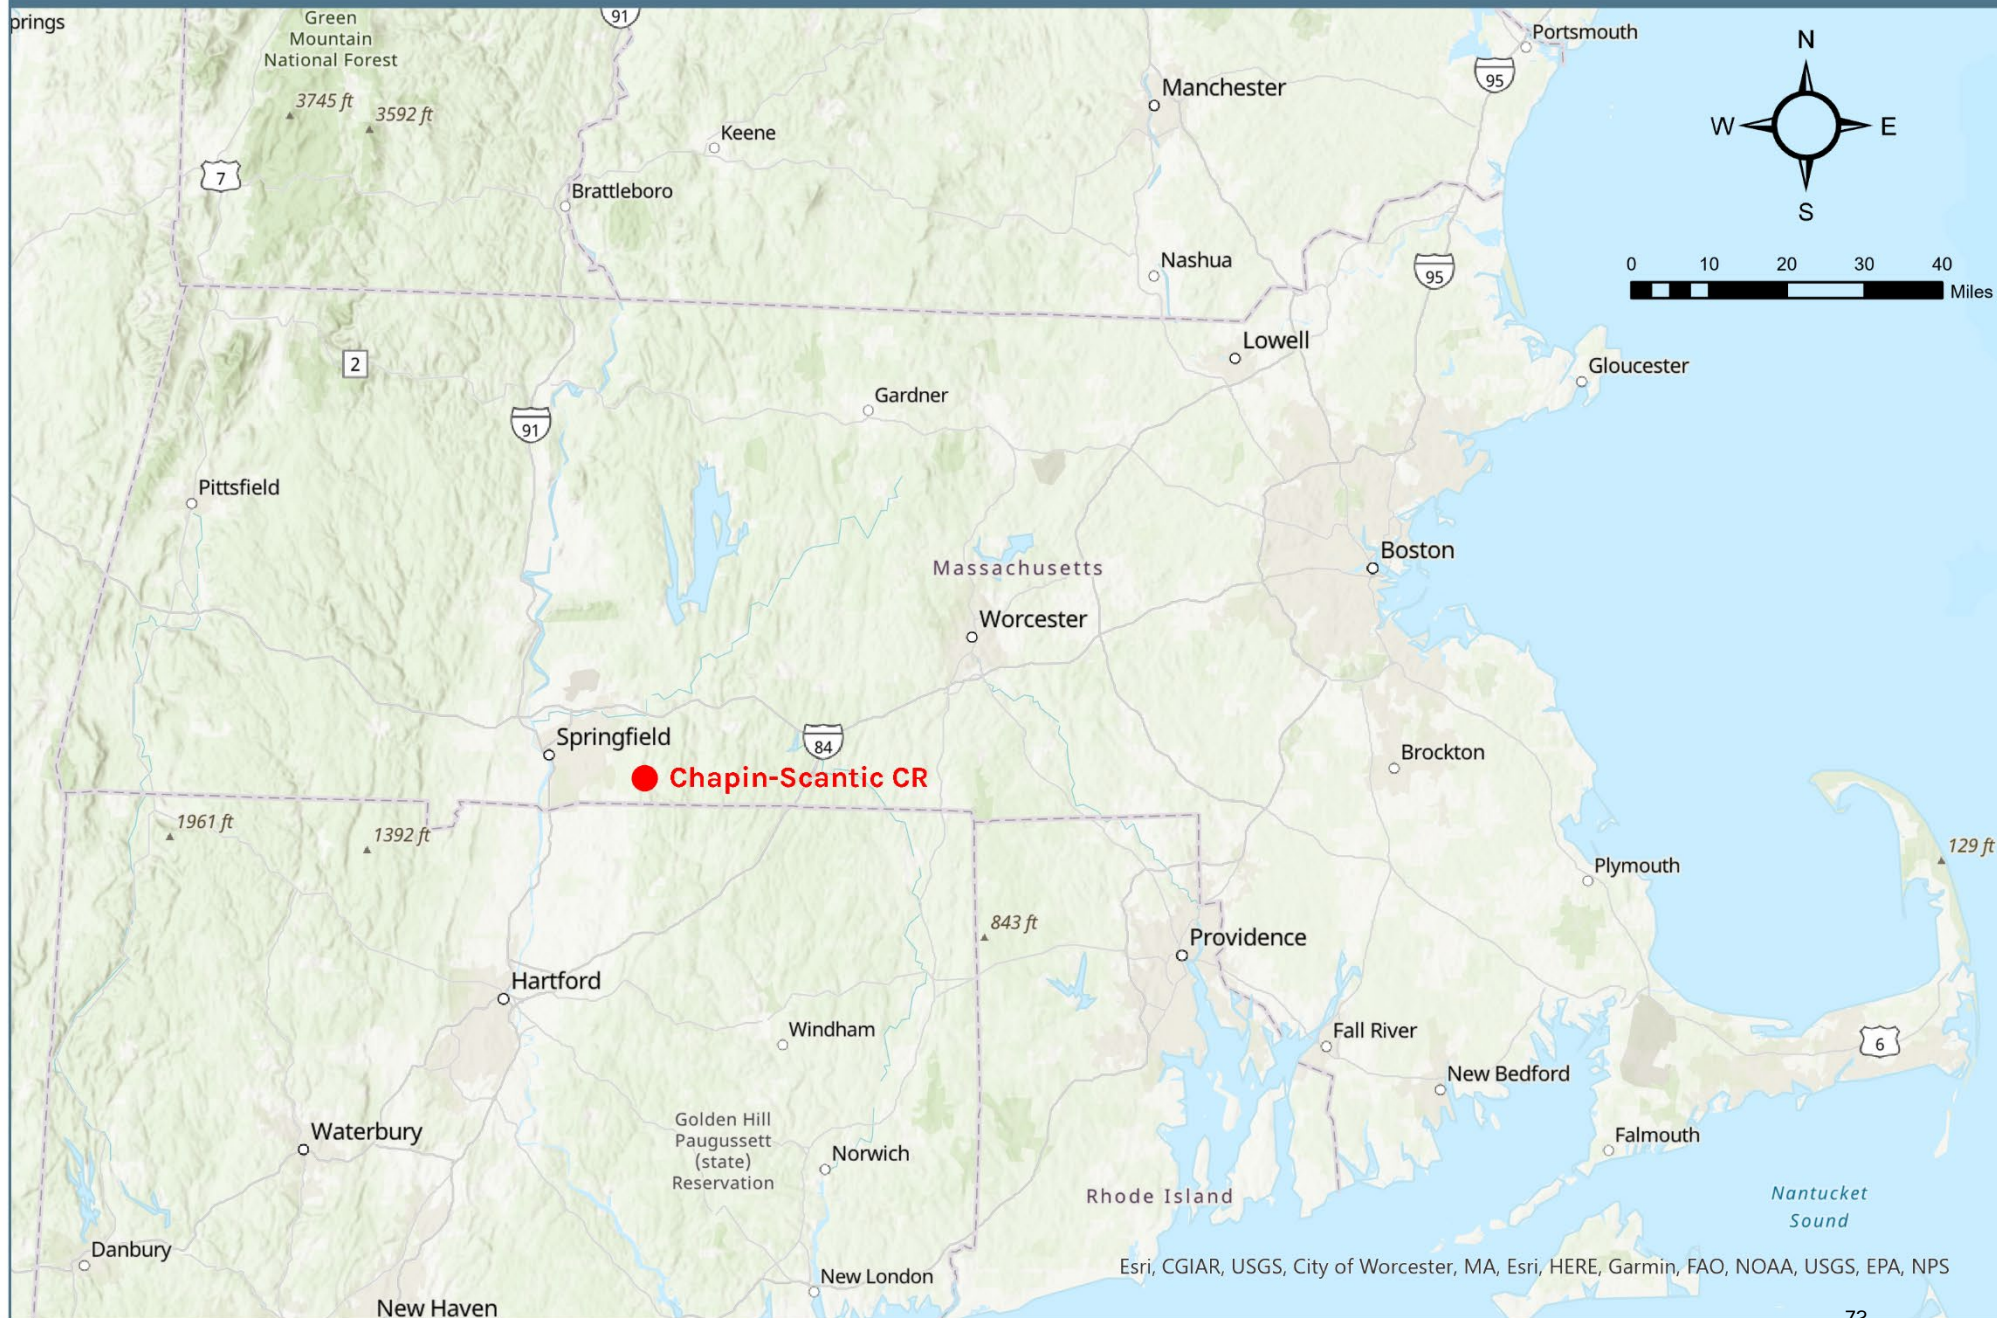 prings
Green
Mountain
National Forest
91
Portsmouth
N
3745 ft
3592 ft
Manchester
95
W
E
Keene
7
Brattleboro
S
Nashua
95
0 10 20 30 40
Miles
2
Lowell
Gloucester
Gardner
91
Pittsfield
Boston
Massachusetts
Worcester
Springfield
84
Brockton
Chapin-Scantic CR
1961 ft
1392 ft
129 ft
Plymouth
843 ft
Providence
Hartford
Windham
Fall River
6
New Bedford
Golden Hill
Paugussett
(state)
Reservation
Waterbury
Falmouth
Norwich
Rhode Island
Nantucket
Sound
Danbury
New London
Esri, CGIAR, USGS, City of Worcester, MA, Esri, HERE, Garmin, FAO, NOAA, USGS, EPA, NPS
New Haven